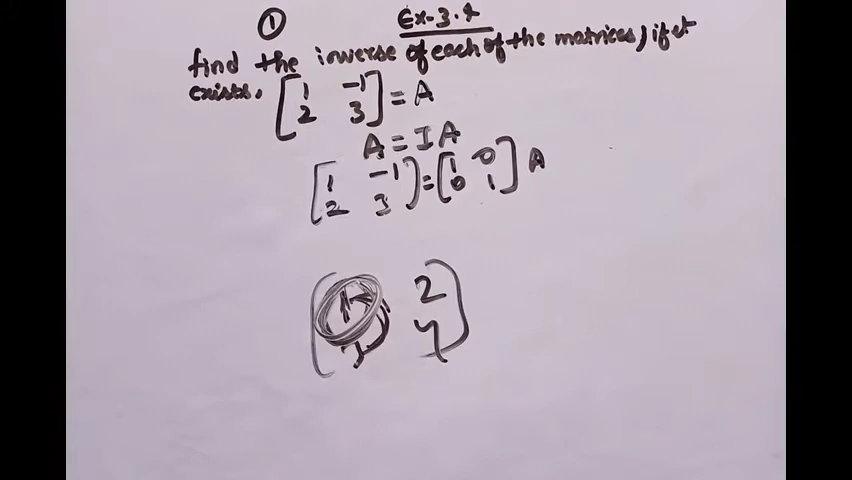 ① Ex-3.4
find the inverse of each of the matrices, if it
exists. [1 -1
2 3] = A
A = I A
[1 -1
2 3] = [1 0
0 1] A
2
4